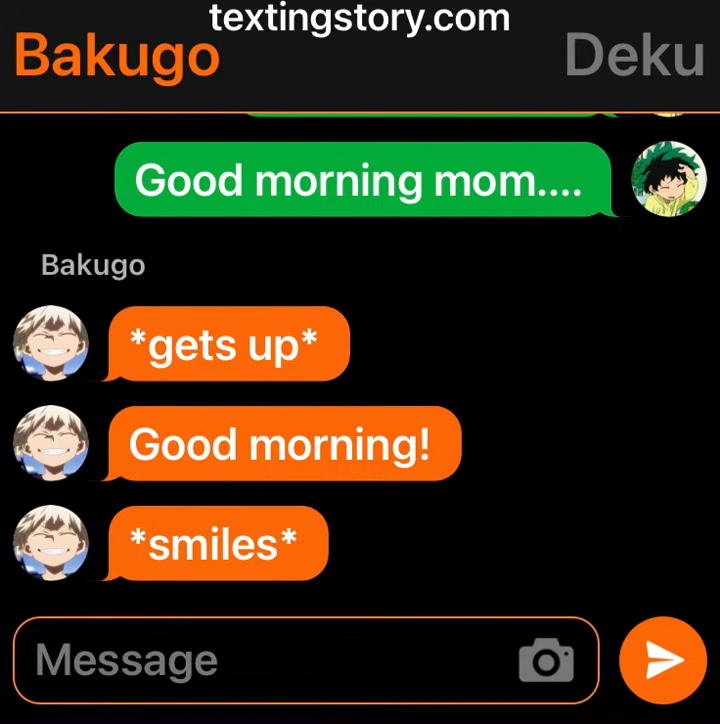 textingstory.com
Bakugo Deku
Good morning mom....
Bakugo
*gets up*
Good morning!
*smiles*
Message